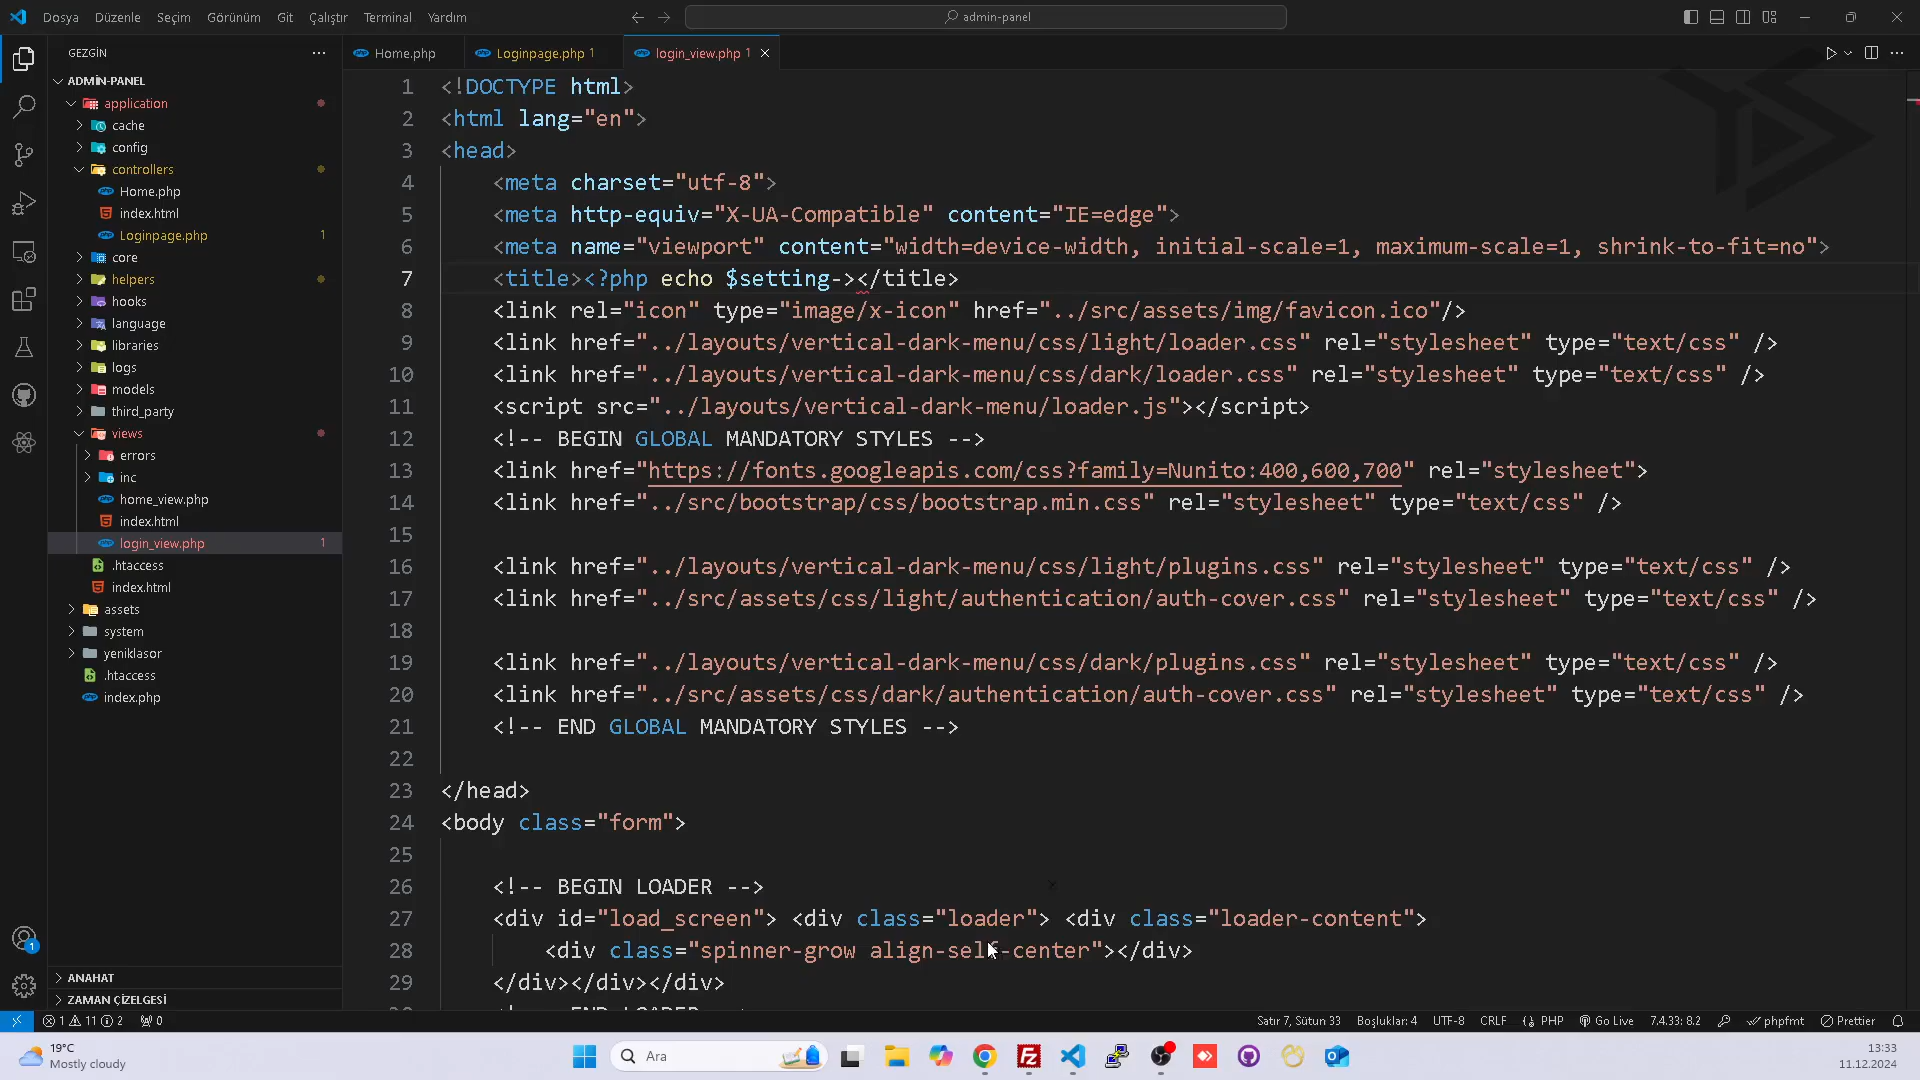 Dosya Düzenle Seçim Görünüm Git Çalıştır Terminal Yardım
admin-panel
GEZGİN
ADMİN-PANEL
application
cache
config
controllers
Home.php
index.html
Loginpage.php 1
core
helpers
hooks
language
libraries
logs
models
third_party
views
errors
inc
home_view.php
index.html
login_view.php 1
.htaccess
index.html
assets
system
yeniklasor
.htaccess
index.php
ANAHAT
ZAMAN ÇİZELGESİ
Home.php Loginpage.php 1 login_view.php 1
1 <!DOCTYPE html>
2 <html lang="en">
3 <head>
4 <meta charset="utf-8">
5 <meta http-equiv="X-UA-Compatible" content="IE=edge">
6 <meta name="viewport" content="width=device-width, initial-scale=1, maximum-scale=1, shrink-to-fit=no">
7 <title><?php echo $setting-></title>
8 <link rel="icon" type="image/x-icon" href="../src/assets/img/favicon.ico"/>
9 <link href="../layouts/vertical-dark-menu/css/light/loader.css" rel="stylesheet" type="text/css" />
10 <link href="../layouts/vertical-dark-menu/css/dark/loader.css" rel="stylesheet" type="text/css" />
11 <script src="../layouts/vertical-dark-menu/loader.js"></script>
12 <!-- BEGIN GLOBAL MANDATORY STYLES -->
13 <link href="https://fonts.googleapis.com/css?family=Nunito:400,600,700" rel="stylesheet">
14 <link href="../src/bootstrap/css/bootstrap.min.css" rel="stylesheet" type="text/css" />
15
16 <link href="../layouts/vertical-dark-menu/css/light/plugins.css" rel="stylesheet" type="text/css" />
17 <link href="../src/assets/css/light/authentication/auth-cover.css" rel="stylesheet" type="text/css" />
18
19 <link href="../layouts/vertical-dark-menu/css/dark/plugins.css" rel="stylesheet" type="text/css" />
20 <link href="../src/assets/css/dark/authentication/auth-cover.css" rel="stylesheet" type="text/css" />
21 <!-- END GLOBAL MANDATORY STYLES -->
22
23 </head>
24 <body class="form">
25
26 <!-- BEGIN LOADER -->
27 <div id="load_screen"> <div class="loader"> <div class="loader-content">
28 <div class="spinner-grow align-self-center"></div>
29 </div></div></div>
1 11 2 0
Satır 7, Sütun 33 Boşluklar: 4 UTF-8 CRLF PHP Go Live 7.4.33: 8.2 phpfmt Prettier
19°C
Mostly cloudy
Ara
13:33
11.12.2024